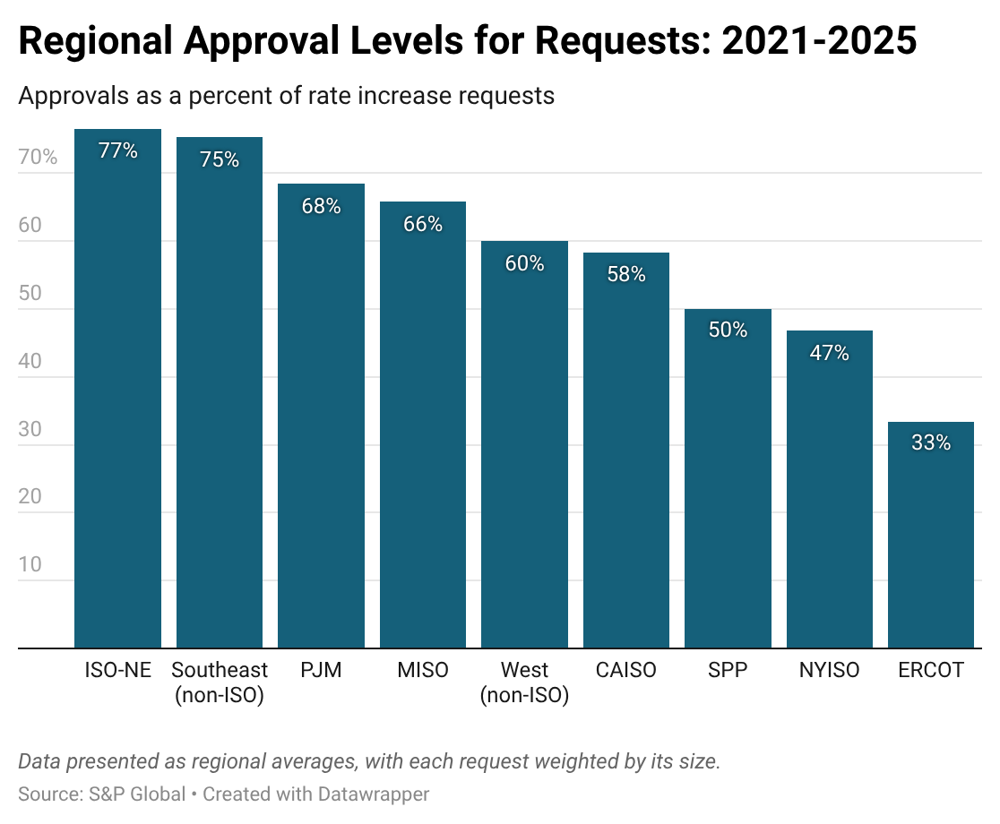 Regional Approval Levels for Requests: 2021-2025
Approvals as a percent of rate increase requests
70%
60
50
40
30
20
10
77%
75%
68%
66%
60%
58%
50%
47%
33%
ISO-NE
Southeast
(non-ISO)
PJM
MISO
West
(non-ISO)
CAISO
SPP
NYISO
ERCOT
Data presented as regional averages, with each request weighted by its size.
Source: S&P Global • Created with Datawrapper